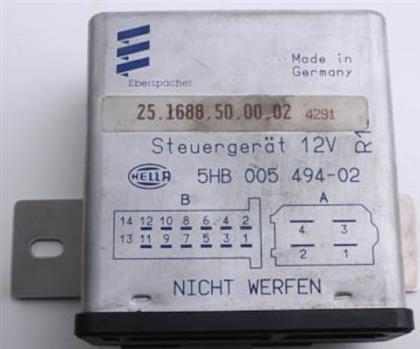 Eberspächer
Made in
Germany
25.1688.50.00.02 4291
Steuergerät 12V
HELLA 5HB 005 494-02
B A
14 12 10 8 6 4 2
13 11 9 7 5 3 1
4 3
2 1
NICHT WERFEN